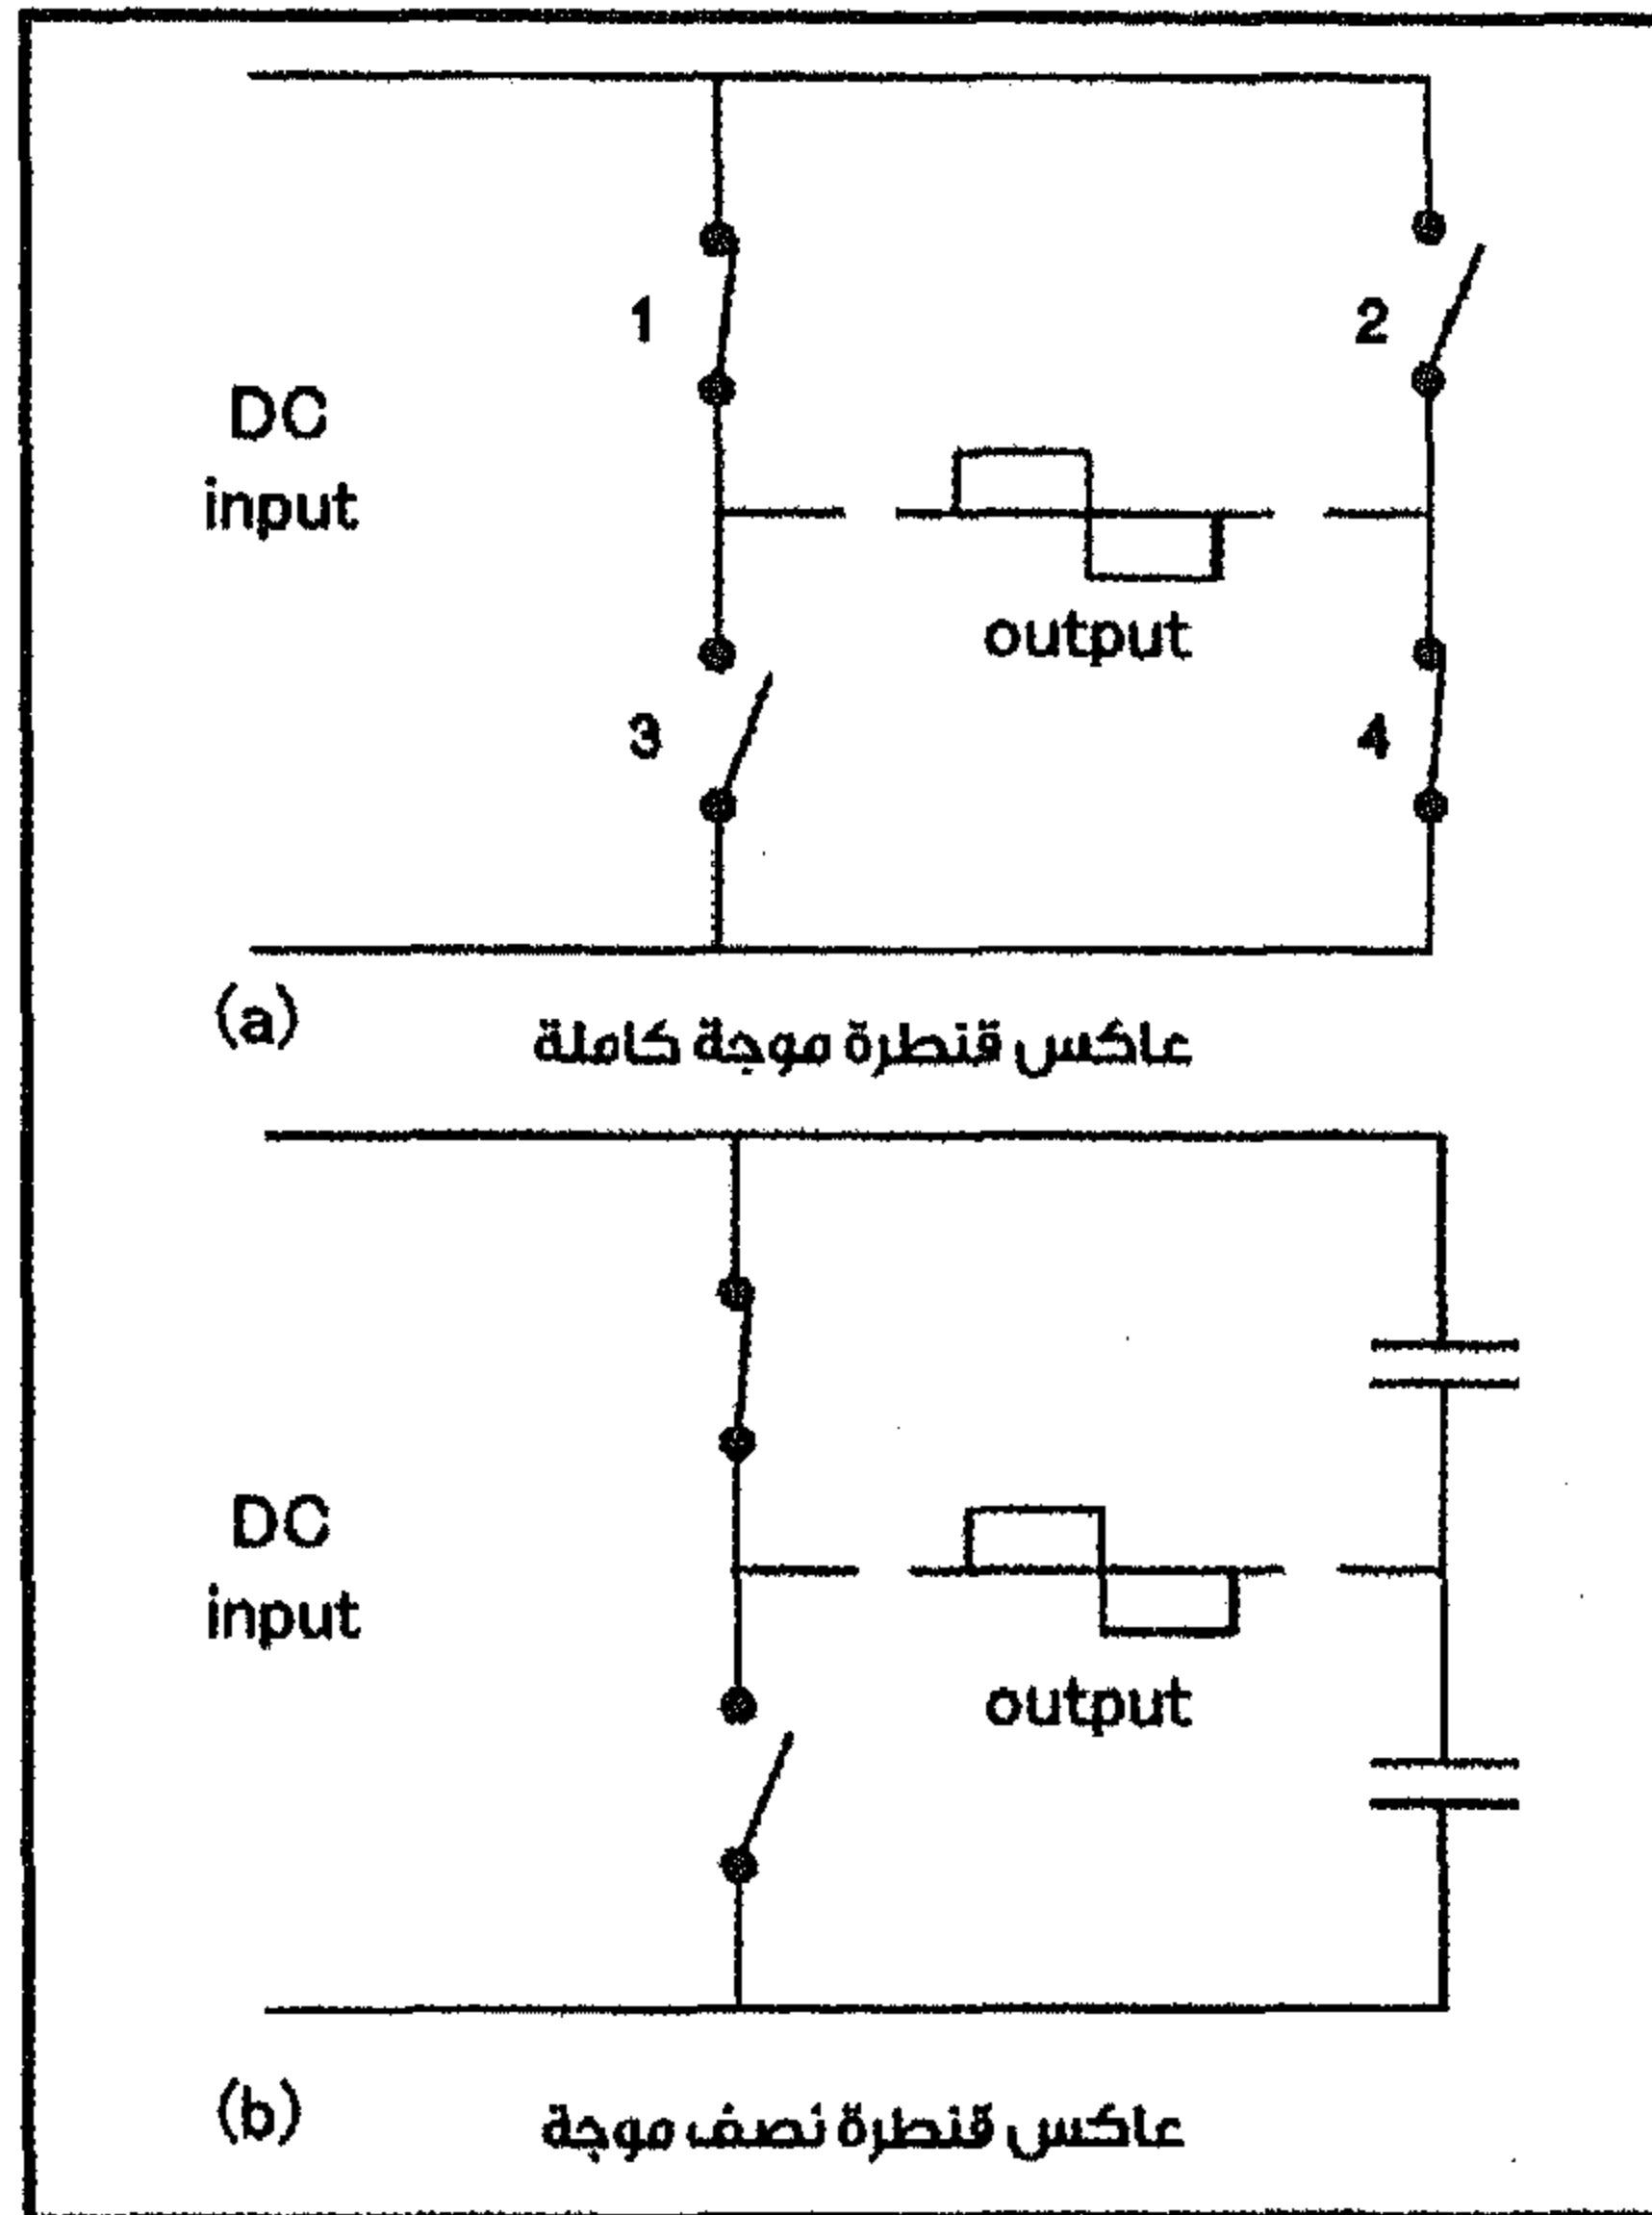 1
2
DC
input
output
3
4
(a)
عاكس قنطرة موجة كاملة
DC
input
output
(b)
عاكس قنطرة نصف موجة